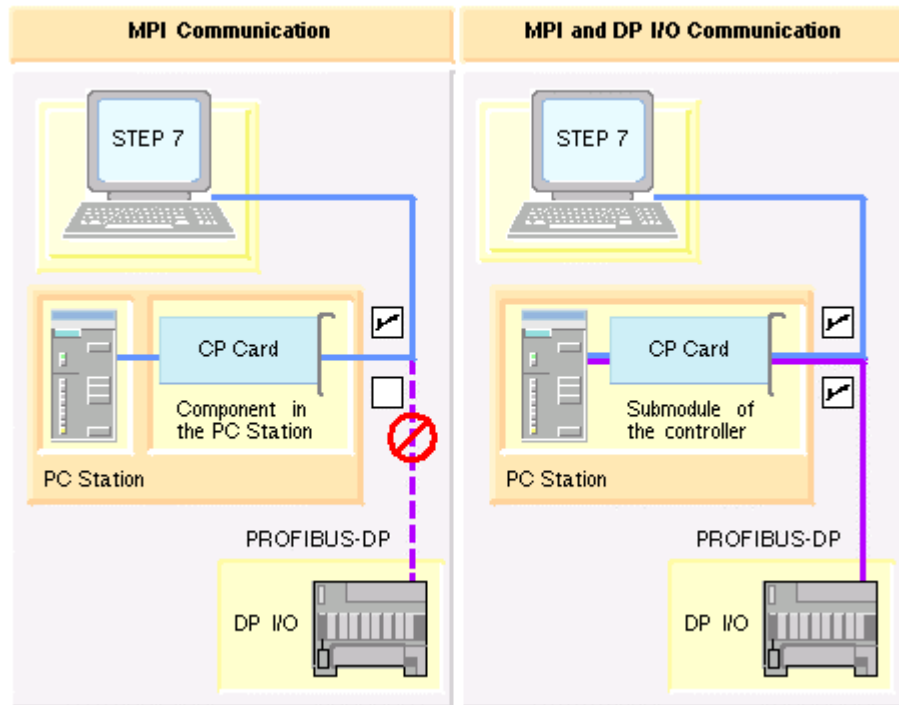 MPI Communication
STEP 7
CP Card
Component in
the PC Station
PC Station
PROFIBUS-DP
DP I/O
MPI and DP I/O Communication
STEP 7
CP Card
Submodule of
the controller
PC Station
PROFIBUS-DP
DP I/O